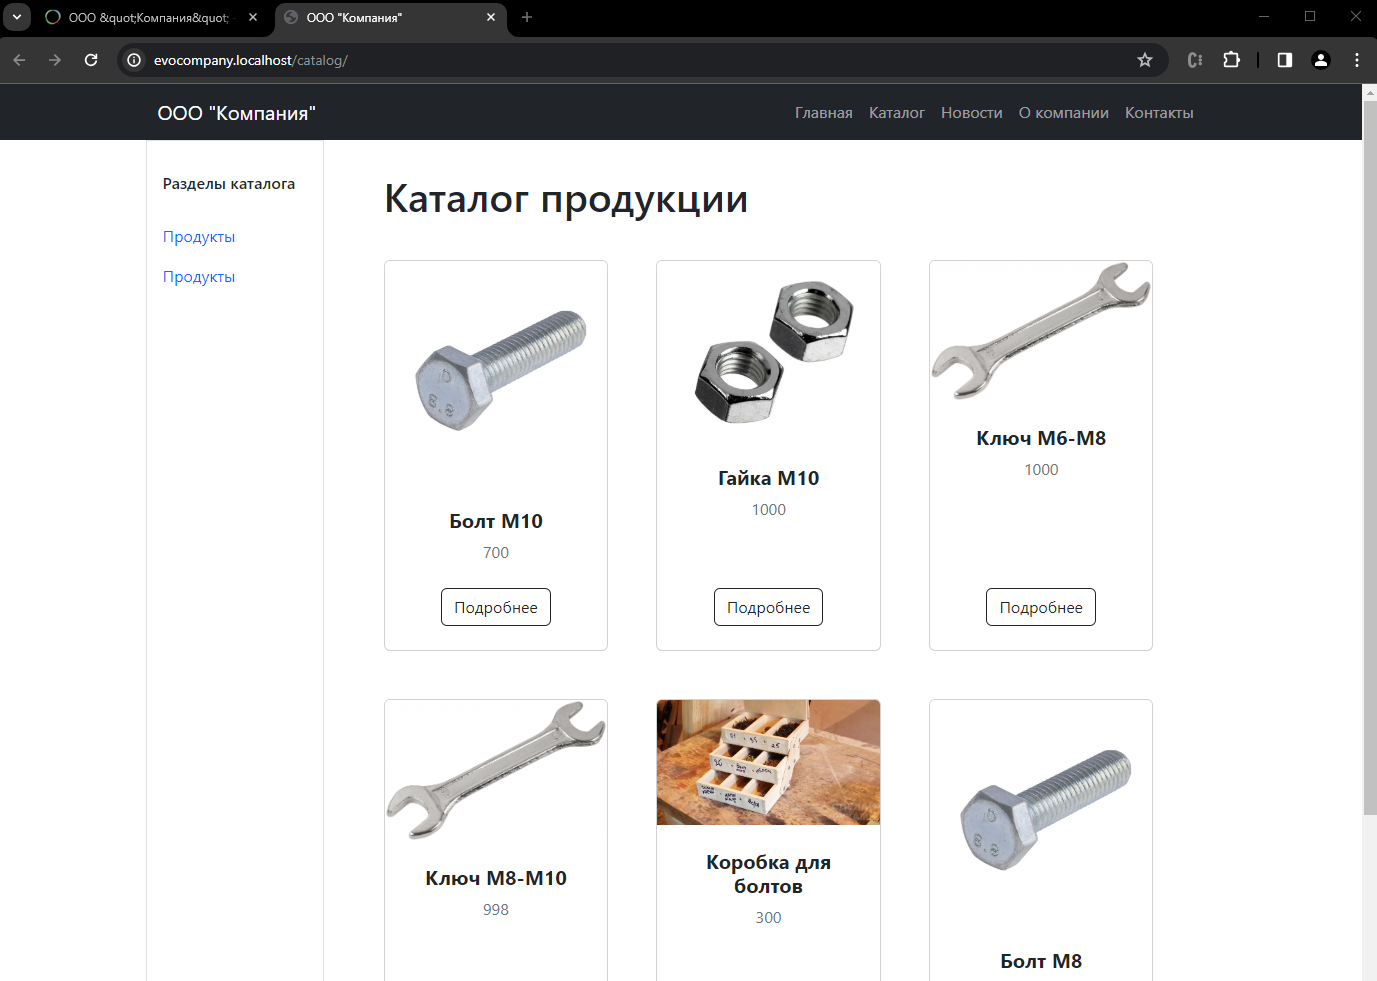 ООО &quot;Компания&quot;
ООО "Компания"
evocompany.localhost/catalog/
ООО "Компания"
Главная Каталог Новости О компании Контакты
Разделы каталога
Продукты
Продукты
Каталог продукции
Болт М10
700
Подробнее
Гайка М10
1000
Подробнее
Ключ М6-М8
1000
Подробнее
Ключ М8-М10
998
Коробка для
болтов
300
Болт М8